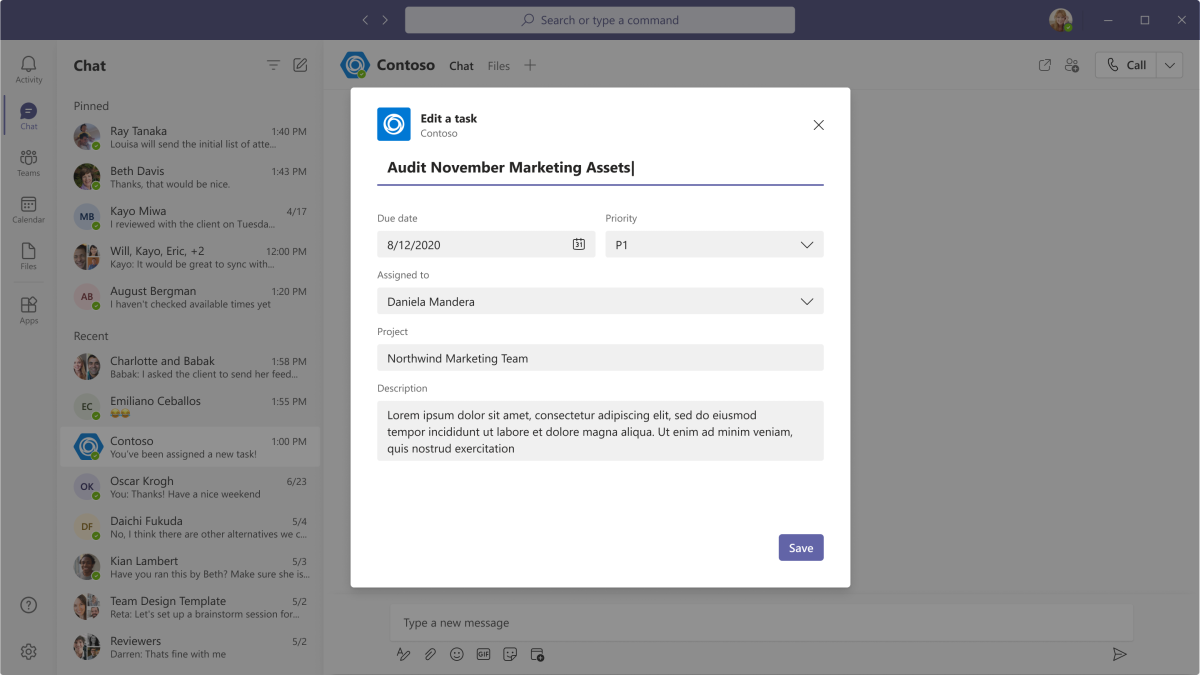 Search or type a command
Activity
Chat
Teams
Calendar
Files
Apps
Chat
Pinned
Ray Tanaka 1:40 PM
Louisa will send the initial list of atte...
Beth Davis 1:43 PM
Thanks, that would be nice.
MB
Kayo Miwa 4/17
I reviewed with the client on Tuesda...
Will, Kayo, Eric, +2 12:00 PM
Kayo: It would be great to sync with...
AB
August Bergman 1:20 PM
I haven't checked available times yet
Recent
Charlotte and Babak 1:58 PM
Babak: I asked the client to send her feed...
EC
Emiliano Ceballos 1:55 PM
😂😂
Contoso 1:00 PM
You've been assigned a new task!
OK
Oscar Krogh 6/23
You: Thanks! Have a nice weekend
DF
Daichi Fukuda 5/4
No, I think there are other alternatives we c...
Kian Lambert 5/3
Have you ran this by Beth? Make sure she is...
Team Design Template 5/2
Reta: Let's set up a brainstorm session for...
Reviewers 5/2
Darren: Thats fine with me
Contoso Chat Files
Call
Edit a task
Contoso
Audit November Marketing Assets
Due date Priority
8/12/2020 31 P1
Assigned to
Daniela Mandera
Project
Northwind Marketing Team
Description
Lorem ipsum dolor sit amet, consectetur adipiscing elit, sed do eiusmod
tempor incididunt ut labore et dolore magna aliqua. Ut enim ad minim veniam,
quis nostrud exercitation
Save
Type a new message
GIF